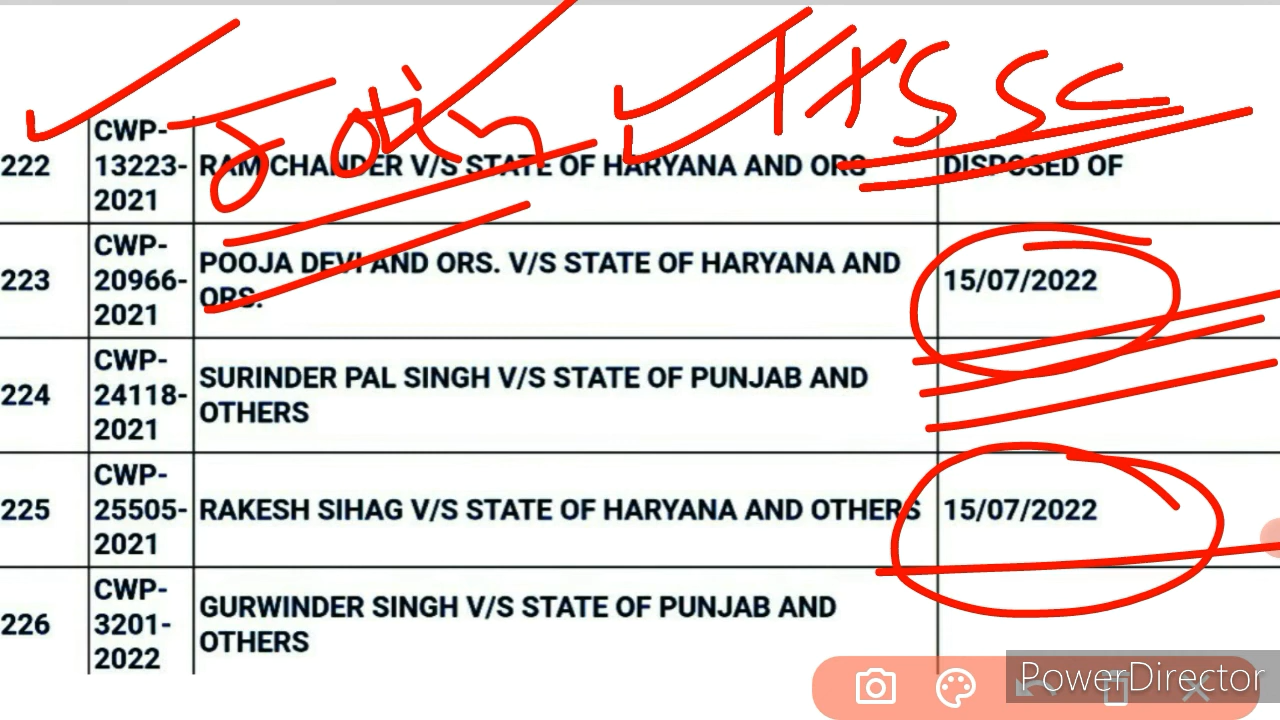 Join HSSC
222 CWP-13223-2021 RAM CHANDER V/S STATE OF HARYANA AND ORS DISPOSED OF
223 CWP-20966-2021 POOJA DEVI AND ORS. V/S STATE OF HARYANA AND ORS. 15/07/2022
224 CWP-24118-2021 SURINDER PAL SINGH V/S STATE OF PUNJAB AND OTHERS
225 CWP-25505-2021 RAKESH SIHAG V/S STATE OF HARYANA AND OTHERS 15/07/2022
226 CWP-3201-2022 GURWINDER SINGH V/S STATE OF PUNJAB AND OTHERS
PowerDirector